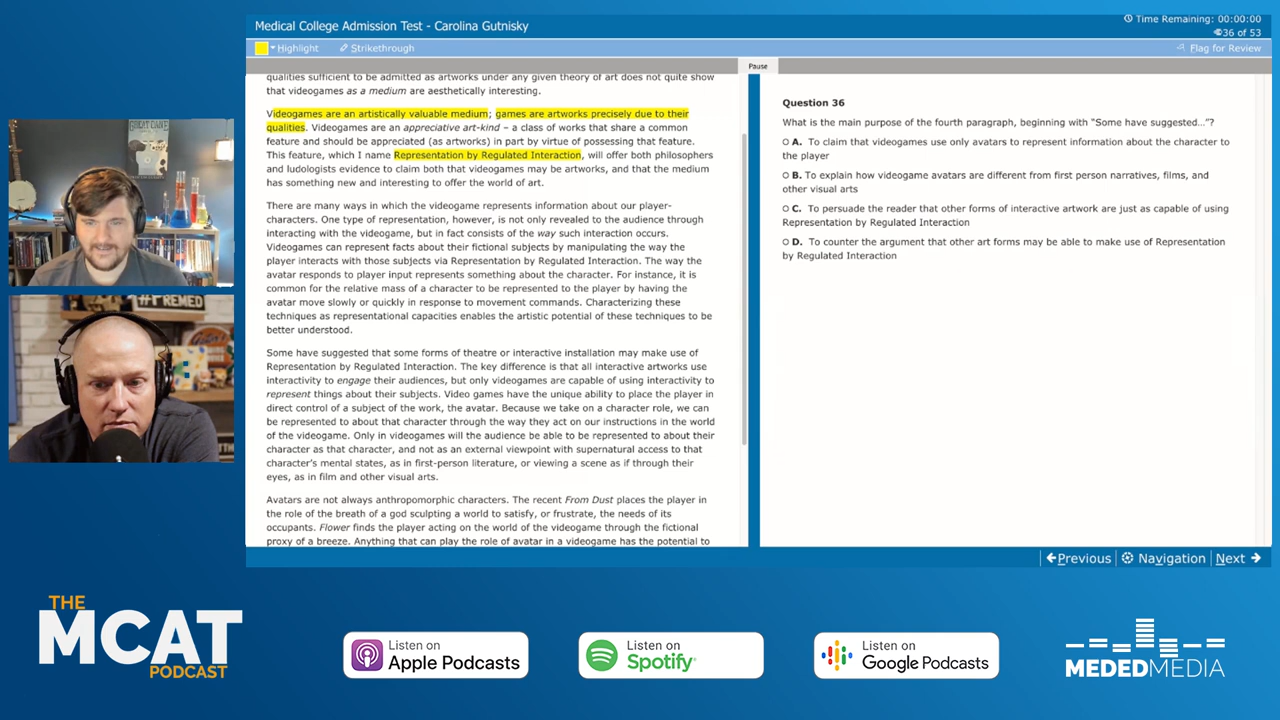 Medical College Admission Test - Carolina Gutnisky
Time Remaining: 00:00:00
36 of 53
Highlight
Strikethrough
Flag for Review
Pause
qualities sufficient to be admitted as artworks under any given theory of art does not quite show
that videogames as a medium are aesthetically interesting.
Videogames are an artistically valuable medium; games are artworks precisely due to their
qualities. Videogames are an appreciative art-kind – a class of works that share a common
feature and should be appreciated (as artworks) in part by virtue of possessing that feature.
This feature, which I name Representation by Regulated Interaction, will offer both philosophers
and ludologists evidence to claim both that videogames may be artworks, and that the medium
has something new and interesting to offer the world of art.
There are many ways in which the videogame represents information about our player-
characters. One type of representation, however, is not only revealed to the audience through
interacting with the videogame, but in fact consists of the way such interaction occurs.
Videogames can represent facts about their fictional subjects by manipulating the way the
player interacts with those subjects via Representation by Regulated Interaction. The way the
avatar responds to player input represents something about the character. For instance, it is
common for the relative mass of a character to be represented to the player by having the
avatar move slowly or quickly in response to movement commands. Characterizing these
techniques as representational capacities enables the artistic potential of these techniques to be
better understood.
Some have suggested that some forms of theatre or interactive installation may make use of
Representation by Regulated Interaction. The key difference is that all interactive artworks use
interactivity to engage their audiences, but only videogames are capable of using interactivity to
represent things about their subjects. Video games have the unique ability to place the player in
direct control of a subject of the work, the avatar. Because we take on a character role, we can
be represented to about that character through the way they act on our instructions in the world
of the videogame. Only in videogames will the audience be able to be represented to about their
character as that character, and not as an external viewpoint with supernatural access to that
character's mental states, as in first-person literature, or viewing a scene as if through their
eyes, as in film and other visual arts.
Avatars are not always anthropomorphic characters. The recent From Dust places the player in
the role of the breath of a god sculpting a world to satisfy, or frustrate, the needs of its
occupants. Flower finds the player acting on the world of the videogame through the fictional
proxy of a breeze. Anything that can play the role of avatar in a videogame has the potential to
Question 36
What is the main purpose of the fourth paragraph, beginning with "Some have suggested..."?
A. To claim that videogames use only avatars to represent information about the character to
the player
B. To explain how videogame avatars are different from first person narratives, films, and
other visual arts
C. To persuade the reader that other forms of interactive artwork are just as capable of using
Representation by Regulated Interaction
D. To counter the argument that other art forms may be able to make use of Representation
by Regulated Interaction
Previous
Navigation
Next
#PREMED
THE
MCAT
PODCAST
Listen on
Apple Podcasts
Listen on
Spotify
Listen on
Google Podcasts
MEDEDMEDIA